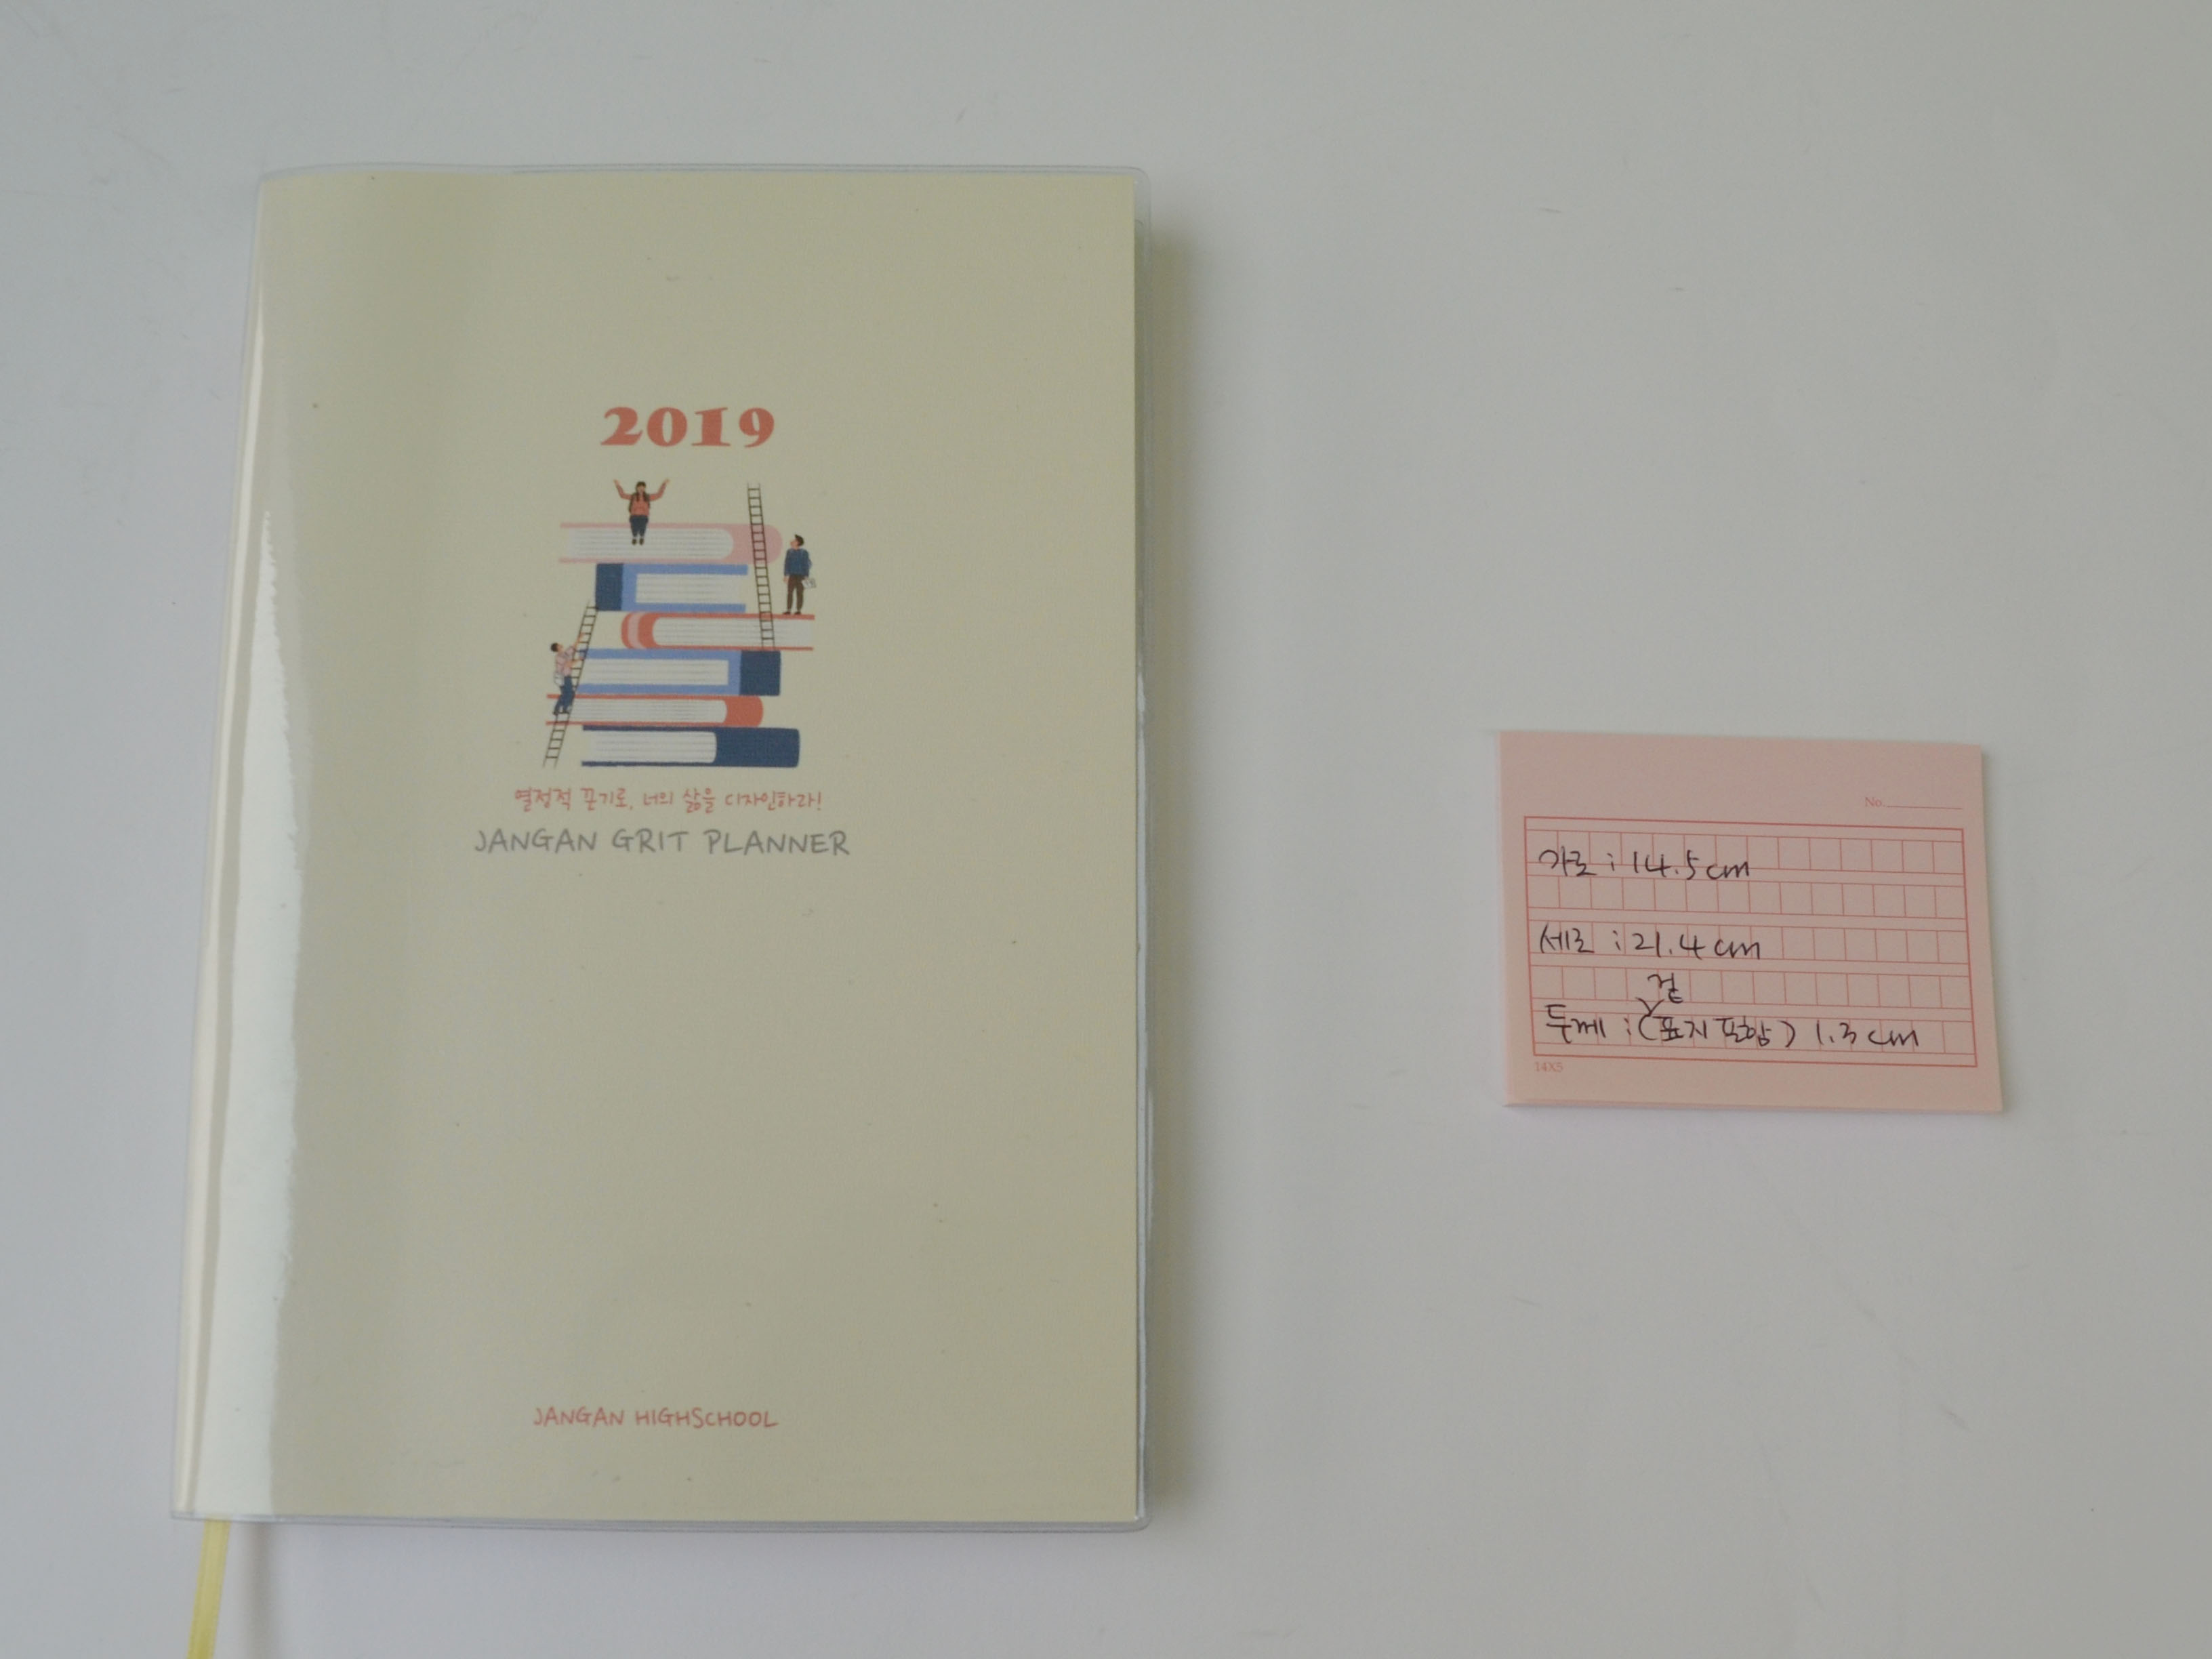 2019
열정적 끈기로, 너의 삶을 디자인하라!
JANGAN GRIT PLANNER
JANGAN HIGHSCHOOL
No.
가로 : 14.5cm
세로 : 21.4cm
겉
두께 : (표지 포함) 1.3cm
14X5